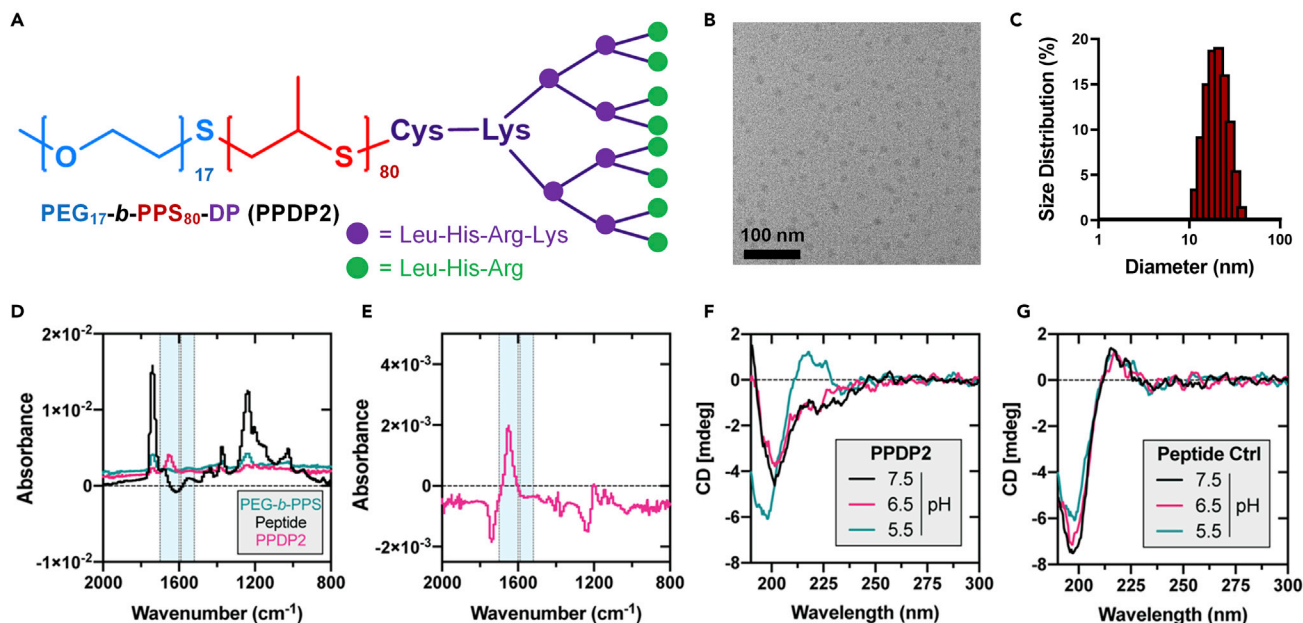 A
O
S
17
S
80
Cys
Lys
PEG₁₇-b-PPS₈₀-DP (PPDP2)
= Leu-His-Arg-Lys
= Leu-His-Arg
B
100 nm
C
Size Distribution (%)
20
15
10
5
0
1
10
100
Diameter (nm)
D
Absorbance
2×10⁻²
1×10⁻²
0
-1×10⁻²
2000
1600
1200
800
Wavenumber (cm⁻¹)
PEG-b-PPS
Peptide
PPDP2
E
Absorbance
4×10⁻³
2×10⁻³
0
-2×10⁻³
2000
1600
1200
800
Wavenumber (cm⁻¹)
F
CD [mdeg]
2
0
-2
-4
-6
-8
200
225
250
275
300
Wavelength (nm)
PPDP2
7.5
6.5 pH
5.5
G
CD [mdeg]
2
0
-2
-4
-6
-8
200
225
250
275
300
Wavelength (nm)
Peptide Ctrl
7.5
6.5 pH
5.5